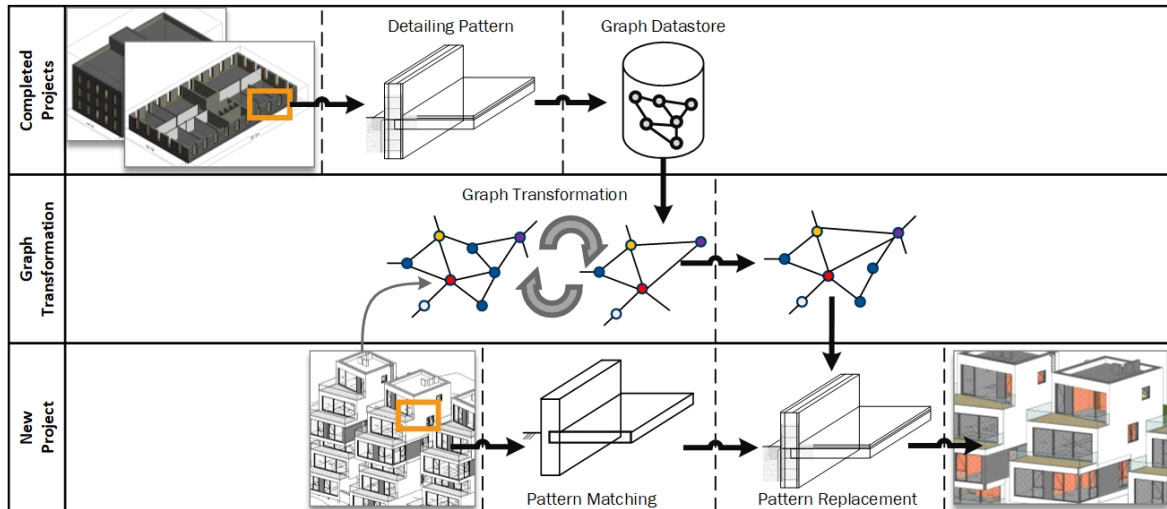 Completed
Projects
Detailing Pattern
Graph Datastore
Graph
Transformation
Graph Transformation
New
Project
Pattern Matching
Pattern Replacement